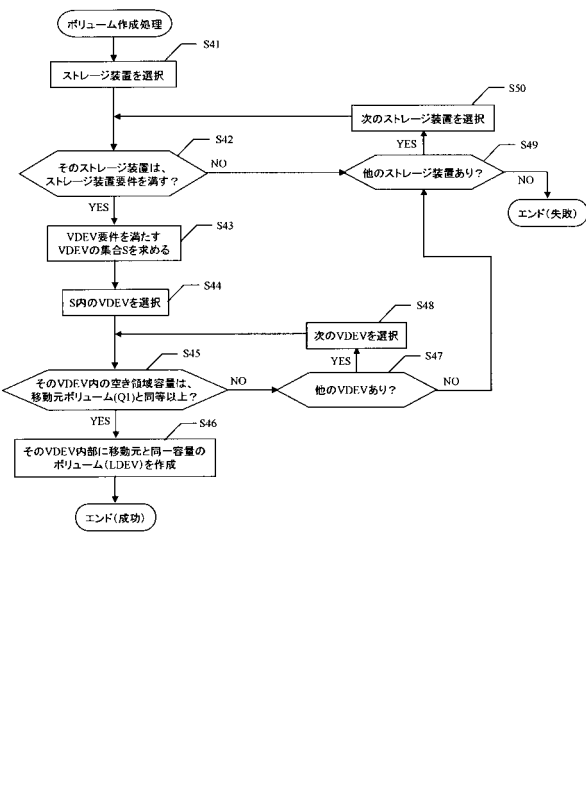 ボリューム作成処理
S41
ストレージ装置を選択
S50
次のストレージ装置を選択
S42
そのストレージ装置は、
ストレージ装置要件を満す？
NO
YES
S49
他のストレージ装置あり？
YES
NO
エンド（失敗）
S43
VDEV要件を満たす
VDEVの集合Sを求める
S44
S内のVDEVを選択
S48
次のVDEVを選択
YES
S45
そのVDEV内の空き領域容量は、
移動元ボリューム(Q1)と同等以上？
NO
YES
S47
他のVDEVあり？
NO
S46
そのVDEV内部に移動元と同一容量の
ボリューム（LDEV）を作成
エンド（成功）